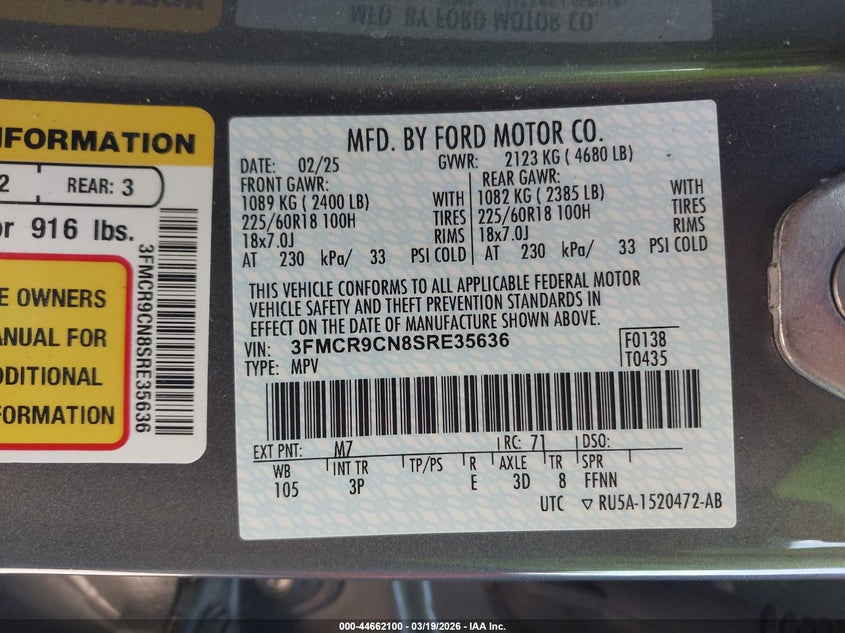 MFD. BY FORD MOTOR CO.
INFORMATION
2 REAR: 3
or 916 lbs.
3FMCR9CN8SRE35636
E OWNERS
ANUAL FOR
DDITIONAL
FORMATION
MFD. BY FORD MOTOR CO.
DATE: 02/25 GVWR: 2123 KG ( 4680 LB)
FRONT GAWR: REAR GAWR:
1089 KG ( 2400 LB) WITH 1082 KG ( 2385 LB) WITH
225/60R18 100H TIRES 225/60R18 100H TIRES
18x7.0J RIMS 18x7.0J RIMS
AT 230 kPa/ 33 PSI COLD AT 230 kPa/ 33 PSI COLD
THIS VEHICLE CONFORMS TO ALL APPLICABLE FEDERAL MOTOR
VEHICLE SAFETY AND THEFT PREVENTION STANDARDS IN
EFFECT ON THE DATE OF MANUFACTURE SHOWN ABOVE.
VIN: 3FMCR9CN8SRE35636 F0138
TYPE: MPV T0435
EXT PNT: M7 RC: 71 DSO:
WB INT TR TP/PS R AXLE TR SPR
105 3P E 3D 8 FFNN
UTC ▽ RU5A-1520472-AB
000-44662100 - 03/19/2026 - IAA Inc.